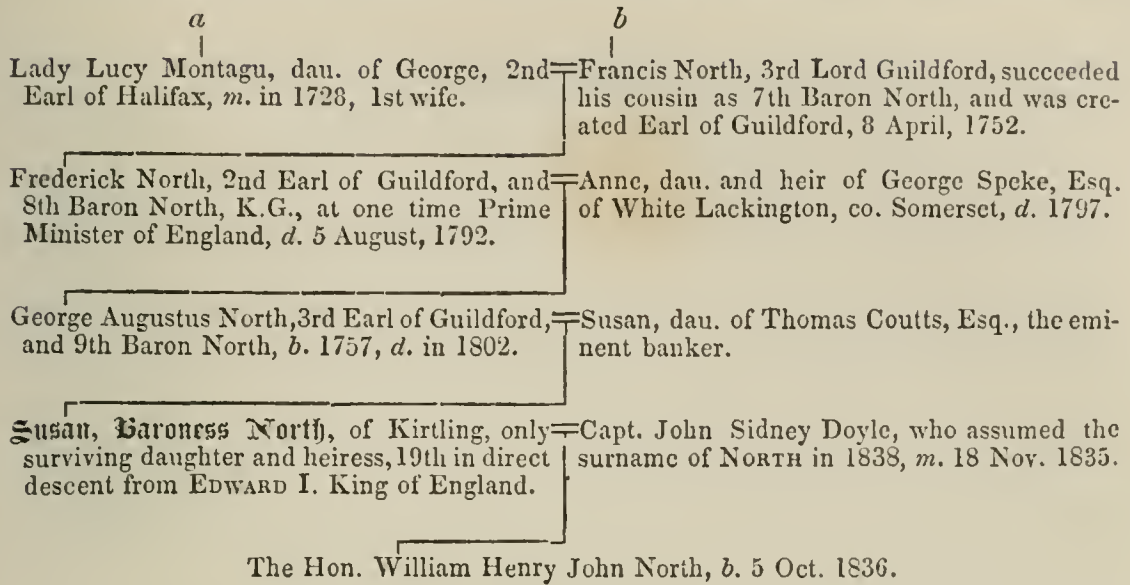 a b
Lady Lucy Montagu, dau. of George, 2nd
Earl of Halifax, m. in 1728, 1st wife.
Francis North, 3rd Lord Guildford, succeeded
his cousin as 7th Baron North, and was cre-
ated Earl of Guildford, 8 April, 1752.
Frederick North, 2nd Earl of Guildford, and
8th Baron North, K.G., at one time Prime
Minister of England, d. 5 August, 1792.
Anne, dau. and heir of George Speke, Esq.
of White Lackington, co. Somerset, d. 1797.
George Augustus North, 3rd Earl of Guildford,
and 9th Baron North, b. 1757, d. in 1802.
Susan, dau. of Thomas Coutts, Esq., the emi-
nent banker.
Susan, Baroness North, of Kirtling, only
surviving daughter and heiress, 19th in direct
descent from EDWARD I. King of England.
Capt. John Sidney Doyle, who assumed the
surname of NORTH in 1838, m. 18 Nov. 1835.
The Hon. William Henry John North, b. 5 Oct. 1836.